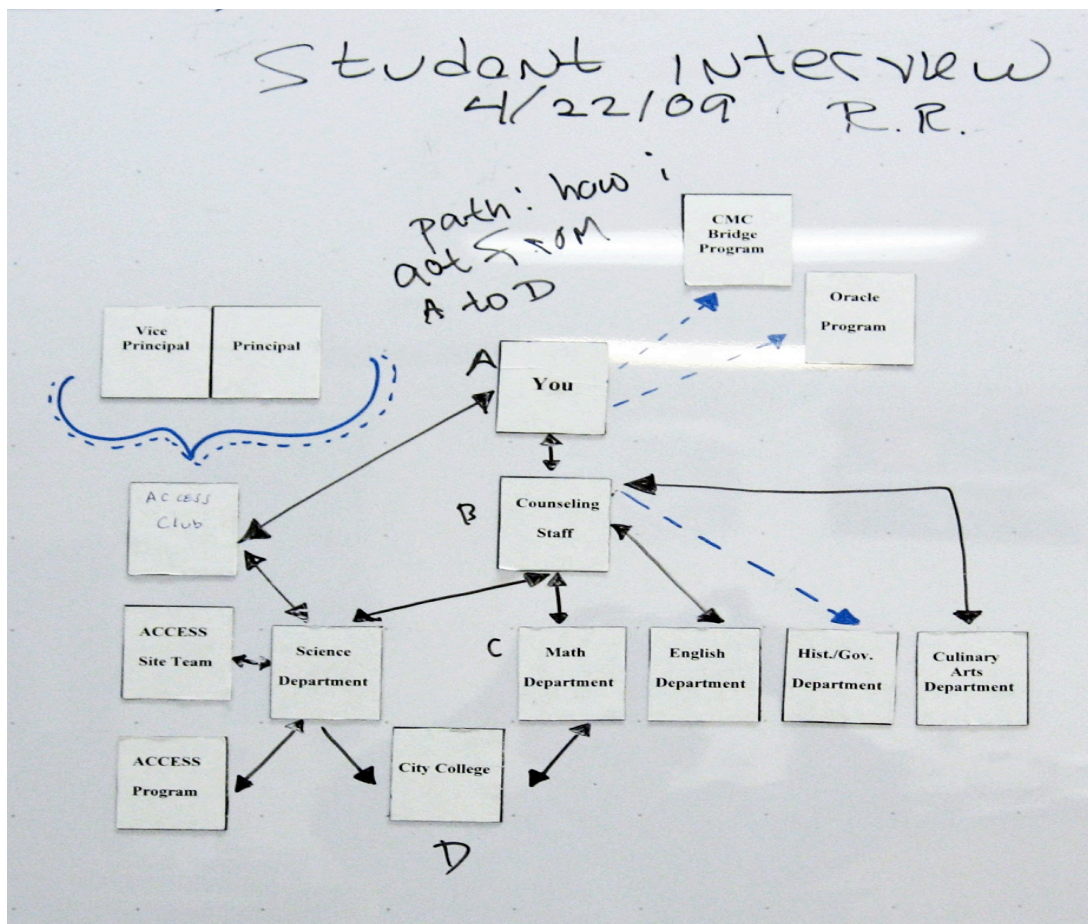 Student interview
4/22/09 R.R.
path: how i
got from
A to D
CMC
Bridge
Program
Oracle
Program
Vice
Principal
Principal
A
You
ACCESS
Club
B
Counseling
Staff
ACCESS
Site Team
Science
Department
C
Math
Department
English
Department
Hist./Gov.
Department
Culinary
Arts
Department
ACCESS
Program
City College
D